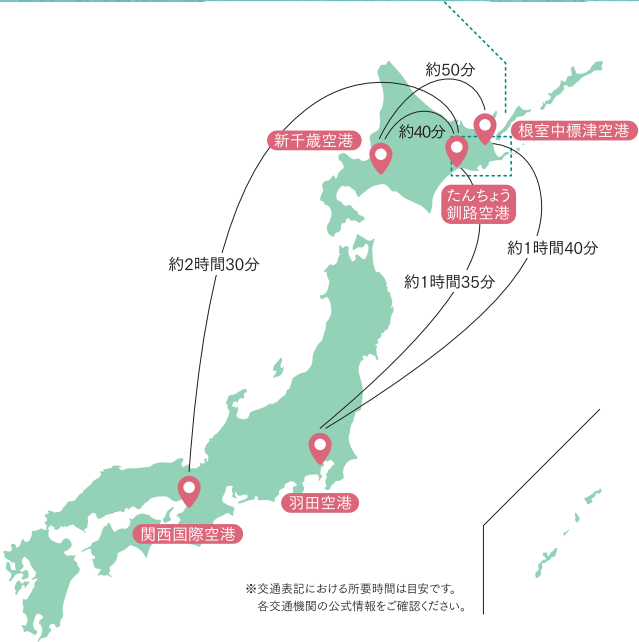 約50分
約40分
新千歳空港
根室中標津空港
たんちょう
釧路空港
約1時間40分
約2時間30分
約1時間35分
羽田空港
関西国際空港
※交通表記における所要時間は目安です。
各交通機関の公式情報をご確認ください。